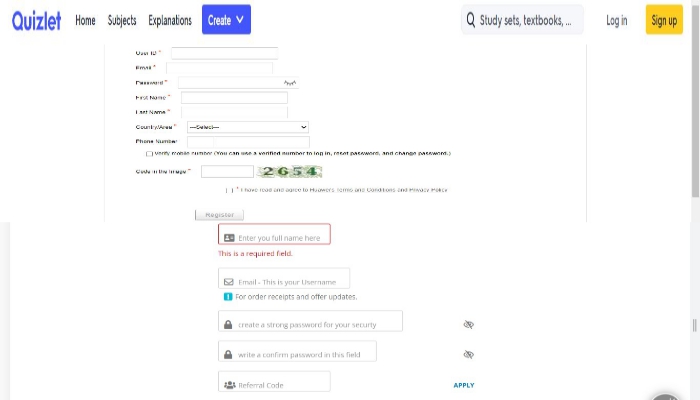 Quizlet Home Subjects Explanations Create Study sets, textbooks, ... Log in Sign up
User ID *
Email *
Password *
First Name *
Last Name *
Country/Area * ---Select---
Phone Number
Verify mobile number (You can use a verified number to log in, reset password, and change password.)
Code in the image * 2654
* I have read and agree to Huawei's Terms and Conditions and Privacy Policy
Register
Enter you full name here
This is a required field.
Email - This is your Username
For order receipts and offer updates.
create a strong password for your securty
write a confirm password in this field
Referral Code APPLY